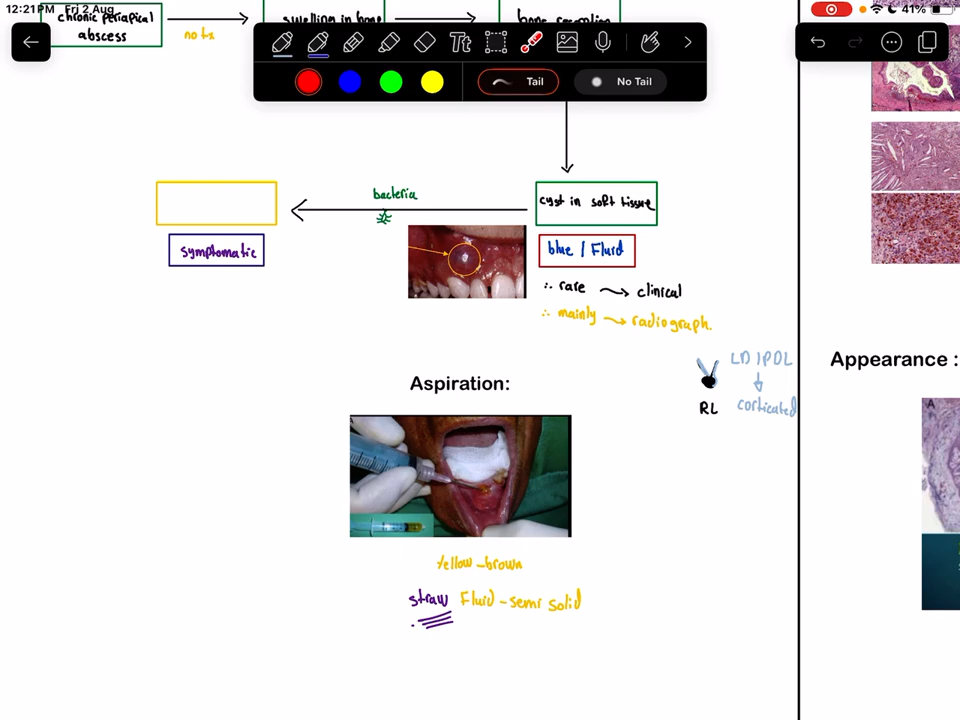 12:21 PM Fri 2 Aug
41%
chronic periapical
abscess
no tx
swelling in bone
Tail
No Tail
bacteria
cyst in soft tissue
symptomatic
blue / Fluid
∴ rare → clinical
∴ mainly → radiograph.
LD IPDL
RL corticated
Appearance :
Aspiration:
A
yellow-brown
straw Fluid-semi solid